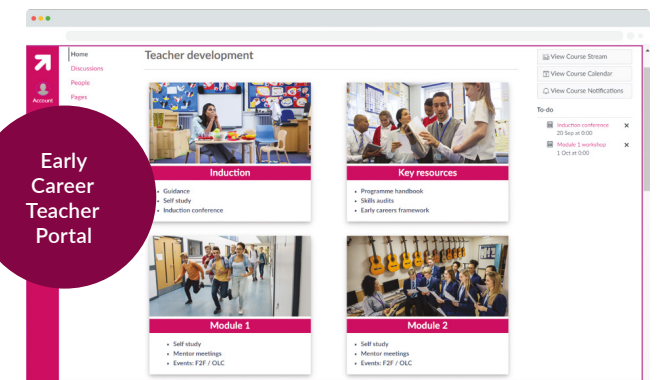 Home
Discussions
People
Pages
Account
Early
Career
Teacher
Portal
Teacher development
Induction
• Guidance
• Self study
• Induction conference
Key resources
• Programme handbook
• Skills audits
• Early careers framework
Module 1
• Self study
• Mentor meetings
• Events: F2F / OLC
Module 2
• Self study
• Mentor meetings
• Events: F2F / OLC
View Course Stream
View Course Calendar
View Course Notifications
To-do
Induction conference
20 Sep at 0:00
Module 1 workshop
1 Oct at 0:00